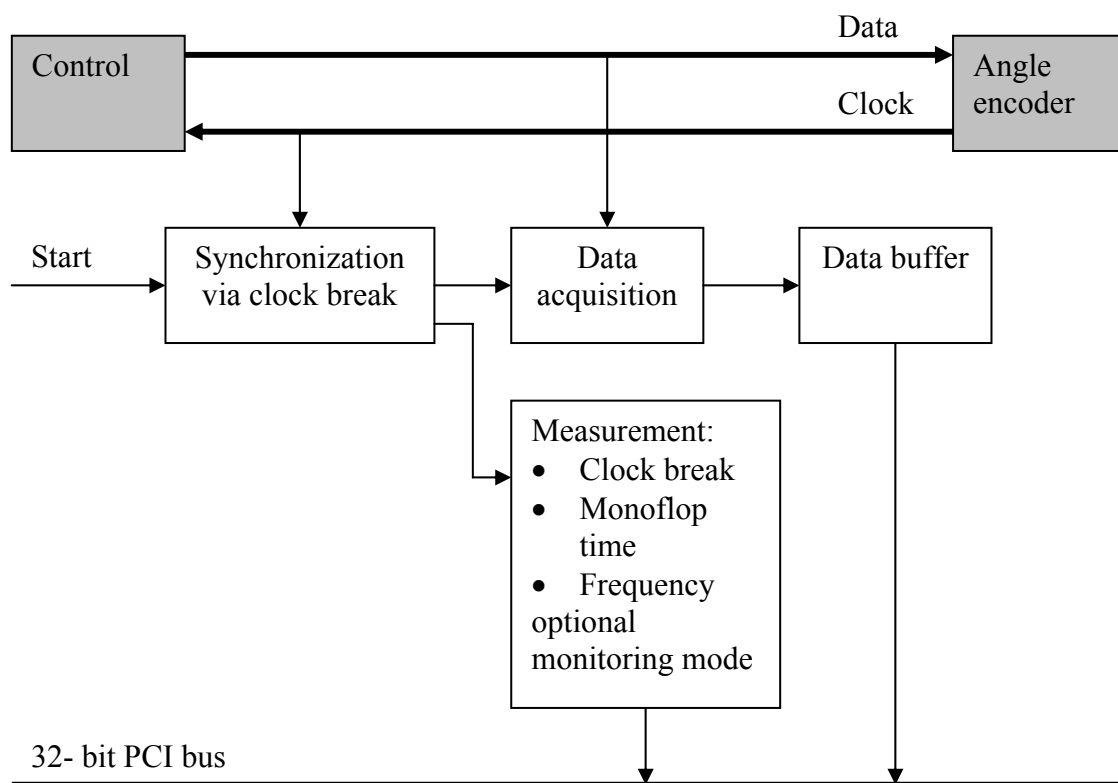 Data
Control
Angle
encoder
Clock
Start
Synchronization
via clock break
Data
acquisition
Data buffer
Measurement:
• Clock break
• Monoflop
time
• Frequency
optional
monitoring mode
32- bit PCI bus